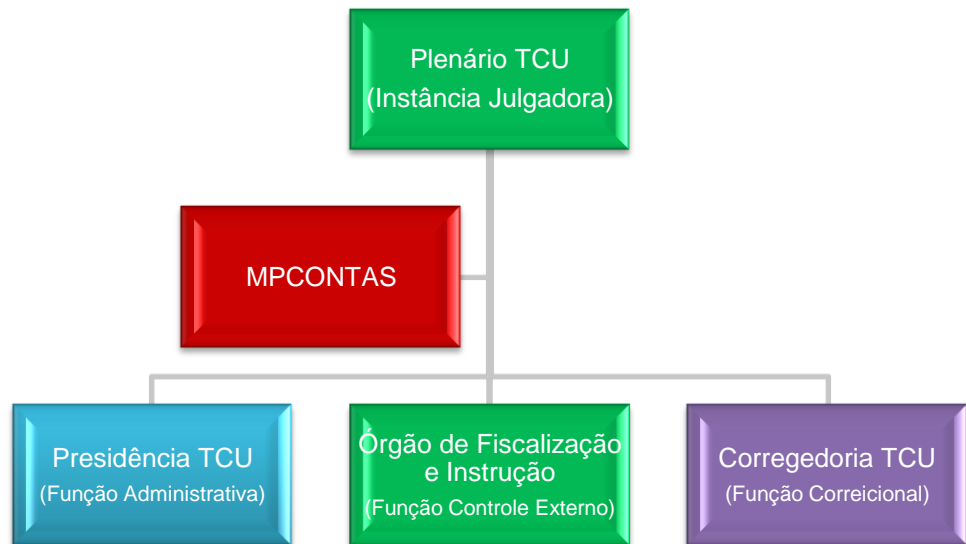 Plenário TCU
(Instância Julgadora)
MPCONTAS
Presidência TCU
(Função Administrativa)
Órgão de Fiscalização
e Instrução
(Função Controle Externo)
Corregedoria TCU
(Função Correicional)